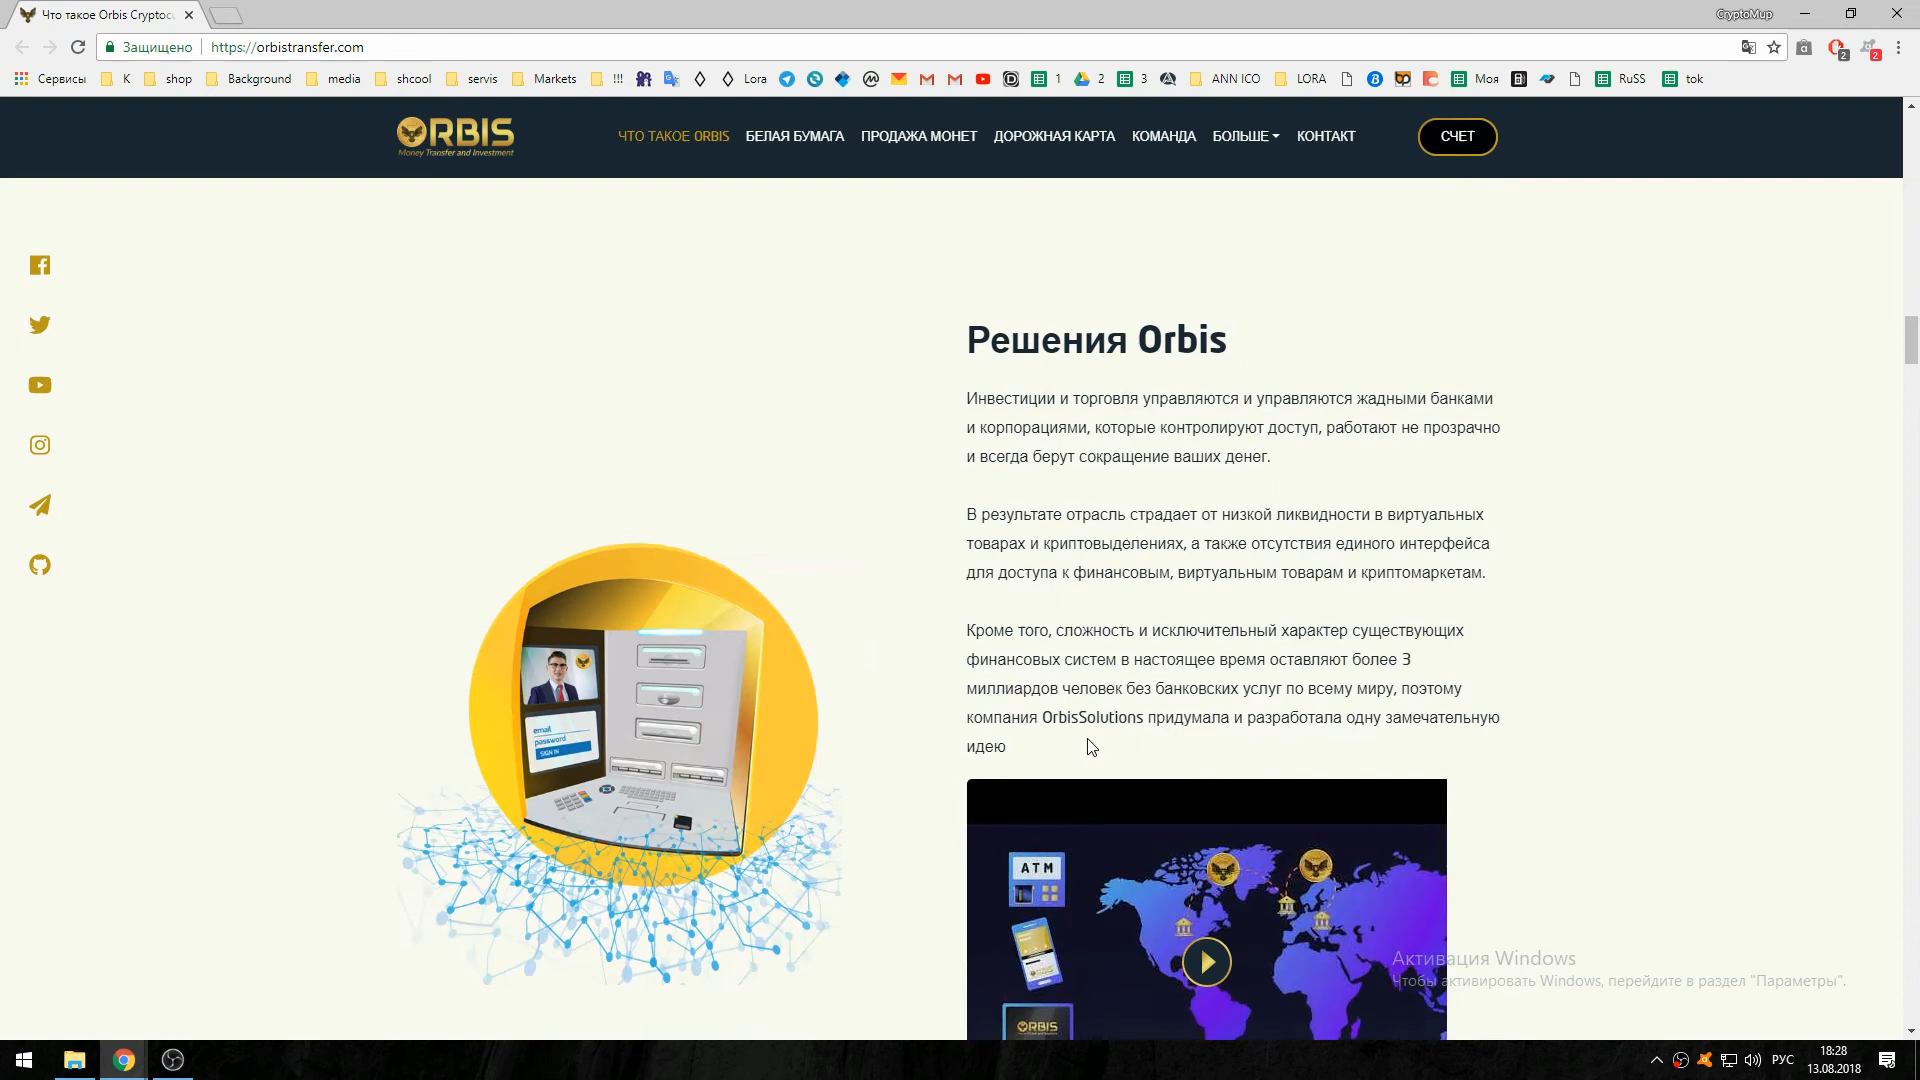 Что такое Orbis Cryptocu
CryptoMup
Защищено
https://orbistransfer.com
2
2
Сервисы
K
shop
Background
media
shcool
servis
Markets
!!!
Lora
1
2
3
ANN ICO
LORA
Моя
RuSS
tok
ORBIS
Money Transfer and Investment
ЧТО ТАКОЕ ORBIS
БЕЛАЯ БУМАГА
ПРОДАЖА МОНЕТ
ДОРОЖНАЯ КАРТА
КОМАНДА
БОЛЬШЕ
КОНТАКТ
СЧЕТ
Решения Orbis
Инвестиции и торговля управляются и управляются жадными банками
и корпорациями, которые контролируют доступ, работают не прозрачно
и всегда берут сокращение ваших денег.
В результате отрасль страдает от низкой ликвидности в виртуальных
товарах и криптовыделениях, а также отсутствия единого интерфейса
для доступа к финансовым, виртуальным товарам и криптомаркетам.
Кроме того, сложность и исключительный характер существующих
финансовых систем в настоящее время оставляют более 3
миллиардов человек без банковских услуг по всему миру, поэтому
компания OrbisSolutions придумала и разработала одну замечательную
идею
email
password
SIGN IN
ATM
ORBIS
Активация Windows
Чтобы активировать Windows, перейдите в раздел "Параметры".
РУС
18:28
13.08.2018